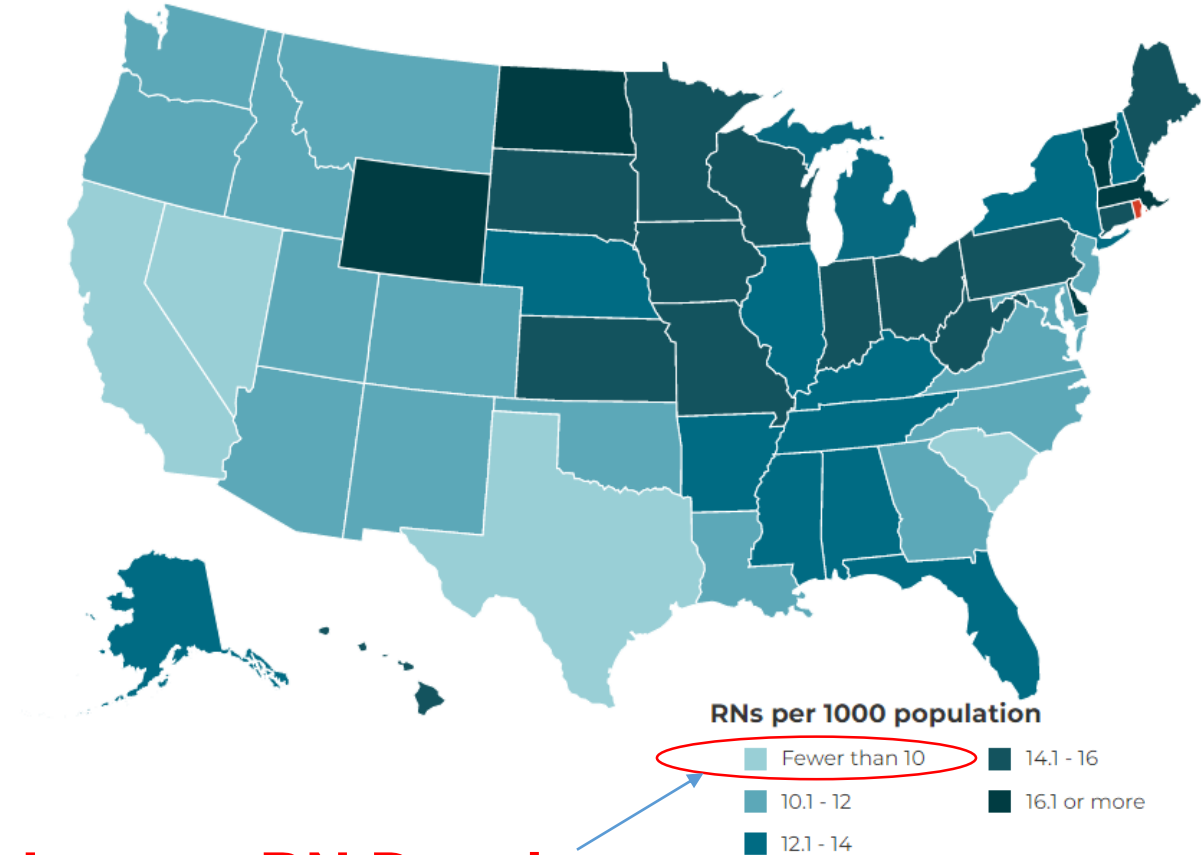 RNs per 1000 population
Fewer than 10
14.1 - 16
10.1 - 12
16.1 or more
12.1 - 14